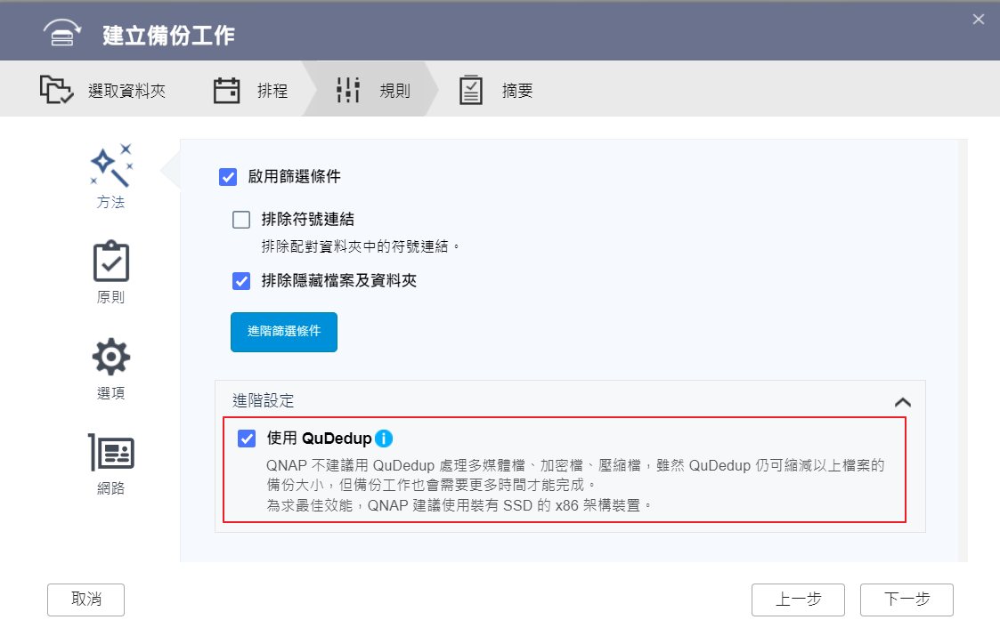 建立備份工作
選取資料夾
排程
規則
摘要
方法
原則
選項
網路
啟用篩選條件
排除符號連結
排除配對資料夾中的符號連結。
排除隱藏檔案及資料夾
進階篩選條件
進階設定
使用 QuDedup
QNAP 不建議用 QuDedup 處理多媒體檔、加密檔、壓縮檔，雖然 QuDedup 仍可縮減以上檔案的
備份大小，但備份工作也會需要更多時間才能完成。
為求最佳效能，QNAP 建議使用裝有 SSD 的 x86 架構裝置。
取消
上一步
下一步